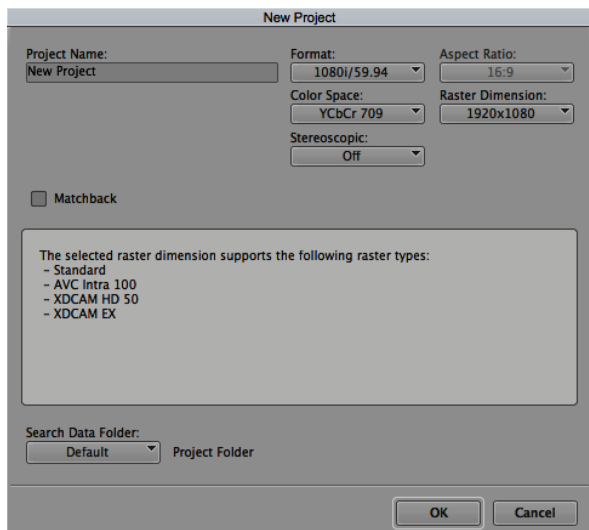 New Project
Project Name:
New Project
Format:
1080i/59.94
Aspect Ratio:
16:9
Color Space:
YCbCr 709
Raster Dimension:
1920x1080
Stereoscopic:
Off
Matchback
The selected raster dimension supports the following raster types:
- Standard
- AVC Intra 100
- XDCAM HD 50
- XDCAM EX
Search Data Folder:
Default
Project Folder
OK
Cancel